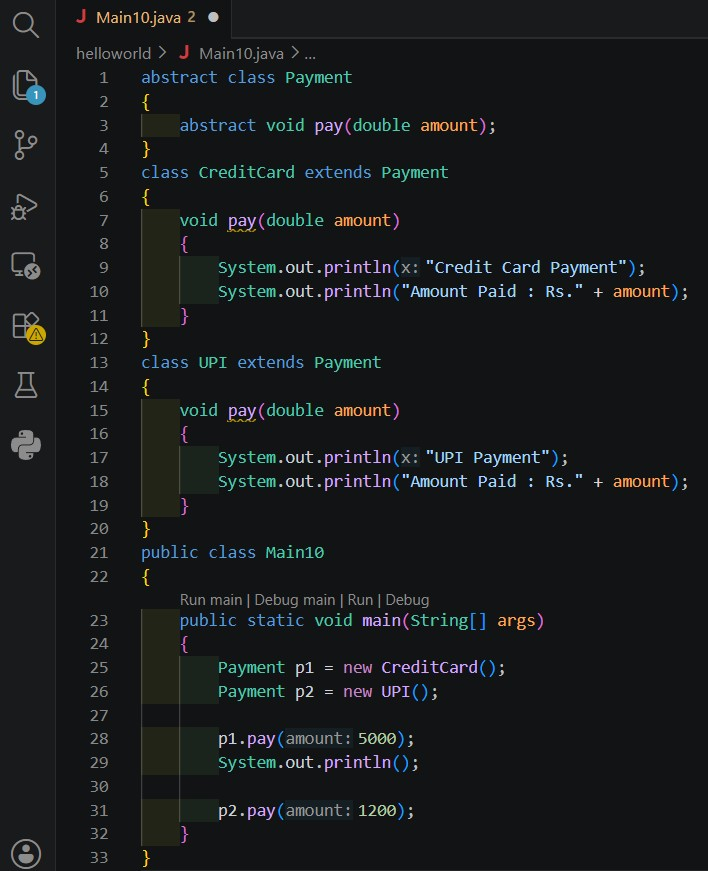 Main10.java 2
helloworld > Main10.java > ...
1
1 abstract class Payment
2 {
3 abstract void pay(double amount);
4 }
5 class CreditCard extends Payment
6 {
7 void pay(double amount)
8 {
9 System.out.println(x: "Credit Card Payment");
10 System.out.println("Amount Paid : Rs." + amount);
11 }
12 }
13 class UPI extends Payment
14 {
15 void pay(double amount)
16 {
17 System.out.println(x: "UPI Payment");
18 System.out.println("Amount Paid : Rs." + amount);
19 }
20 }
21 public class Main10
22 {
Run main | Debug main | Run | Debug
23 public static void main(String[] args)
24 {
25 Payment p1 = new CreditCard();
26 Payment p2 = new UPI();
27
28 p1.pay(amount: 5000);
29 System.out.println();
30
31 p2.pay(amount: 1200);
32 }
33 }